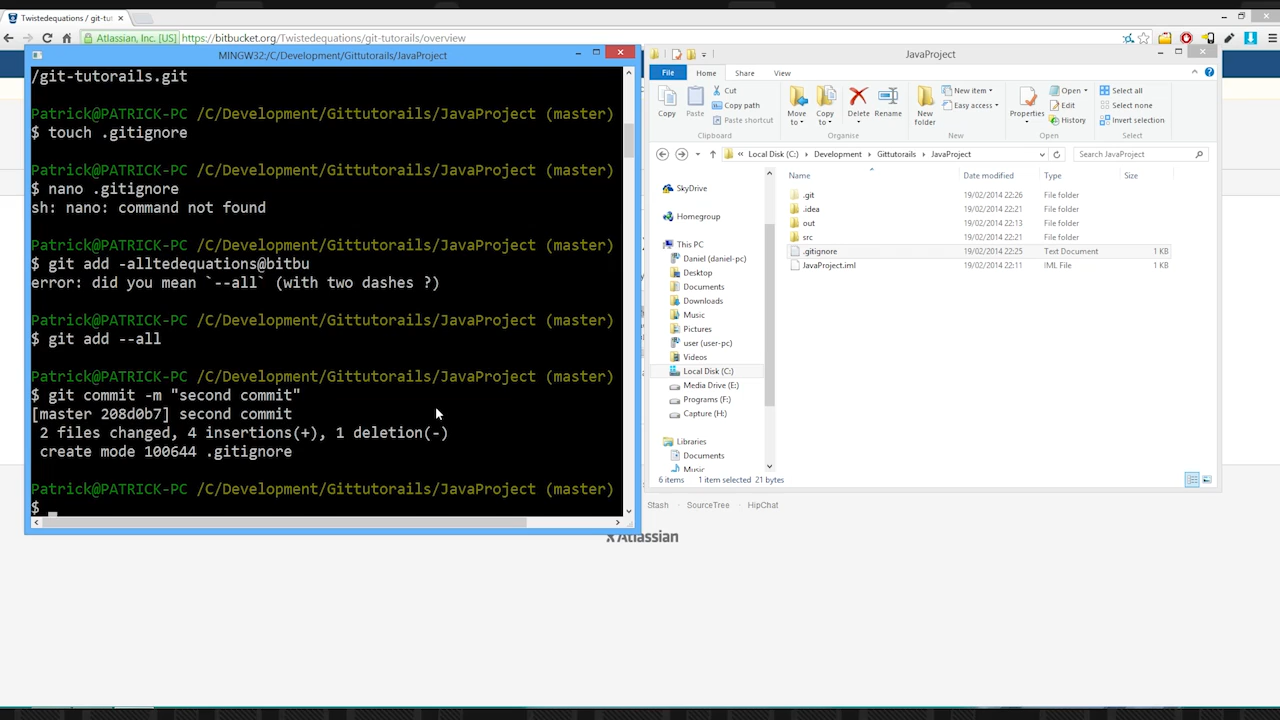 Twistedequations / git-tut
Atlassian, Inc. [US]
https://bitbucket.org/Twistedequations/git-tutorails/overview
MINGW32:/C/Development/Gittutorails/JavaProject
/git-tutorails.git
Patrick@PATRICK-PC /C/Development/Gittutorails/JavaProject (master)
$ touch .gitignore
Patrick@PATRICK-PC /C/Development/Gittutorails/JavaProject (master)
$ nano .gitignore
sh: nano: command not found
Patrick@PATRICK-PC /C/Development/Gittutorails/JavaProject (master)
$ git add -alltedequations@bitbu
error: did you mean `--all` (with two dashes ?)
Patrick@PATRICK-PC /C/Development/Gittutorails/JavaProject (master)
$ git add --all
Patrick@PATRICK-PC /C/Development/Gittutorails/JavaProject (master)
$ git commit -m "second commit"
[master 208d0b7] second commit
2 files changed, 4 insertions(+), 1 deletion(-)
create mode 100644 .gitignore
Patrick@PATRICK-PC /C/Development/Gittutorails/JavaProject (master)
$
JavaProject
File Home Share View
Copy
Paste
Cut
Copy path
Paste shortcut
Clipboard
Move to
Copy to
Delete
Rename
Organise
New folder
New item
Easy access
New
Properties
Open
Edit
History
Open
Select all
Select none
Invert selection
Select
Local Disk (C:) Development Gittutorails JavaProject
Search JavaProject
SkyDrive
Homegroup
This PC
Daniel (daniel-pc)
Desktop
Documents
Downloads
Music
Pictures
user (user-pc)
Videos
Local Disk (C:)
Media Drive (E:)
Programs (F:)
Capture (H:)
Libraries
Documents
Music
Name Date modified Type Size
.git 19/02/2014 22:26 File folder
.idea 19/02/2014 22:21 File folder
out 19/02/2014 22:13 File folder
src 19/02/2014 22:21 File folder
.gitignore 19/02/2014 22:25 Text Document 1 KB
JavaProject.iml 19/02/2014 22:11 IML File 1 KB
6 items 1 item selected 21 bytes
Stash · SourceTree · HipChat
Atlassian